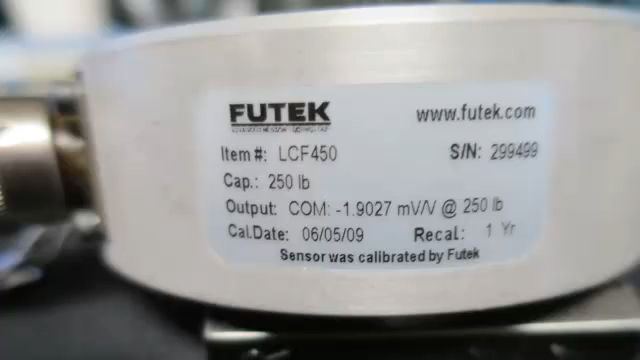 FUTEK
www.futek.com
Item#: LCF450 S/N: 299499
Cap.: 250 lb
Output: COM: -1.9027 mV/V @ 250 lb
Cal.Date: 06/05/09 Recal.: 1 Yr
Sensor was calibrated by Futek